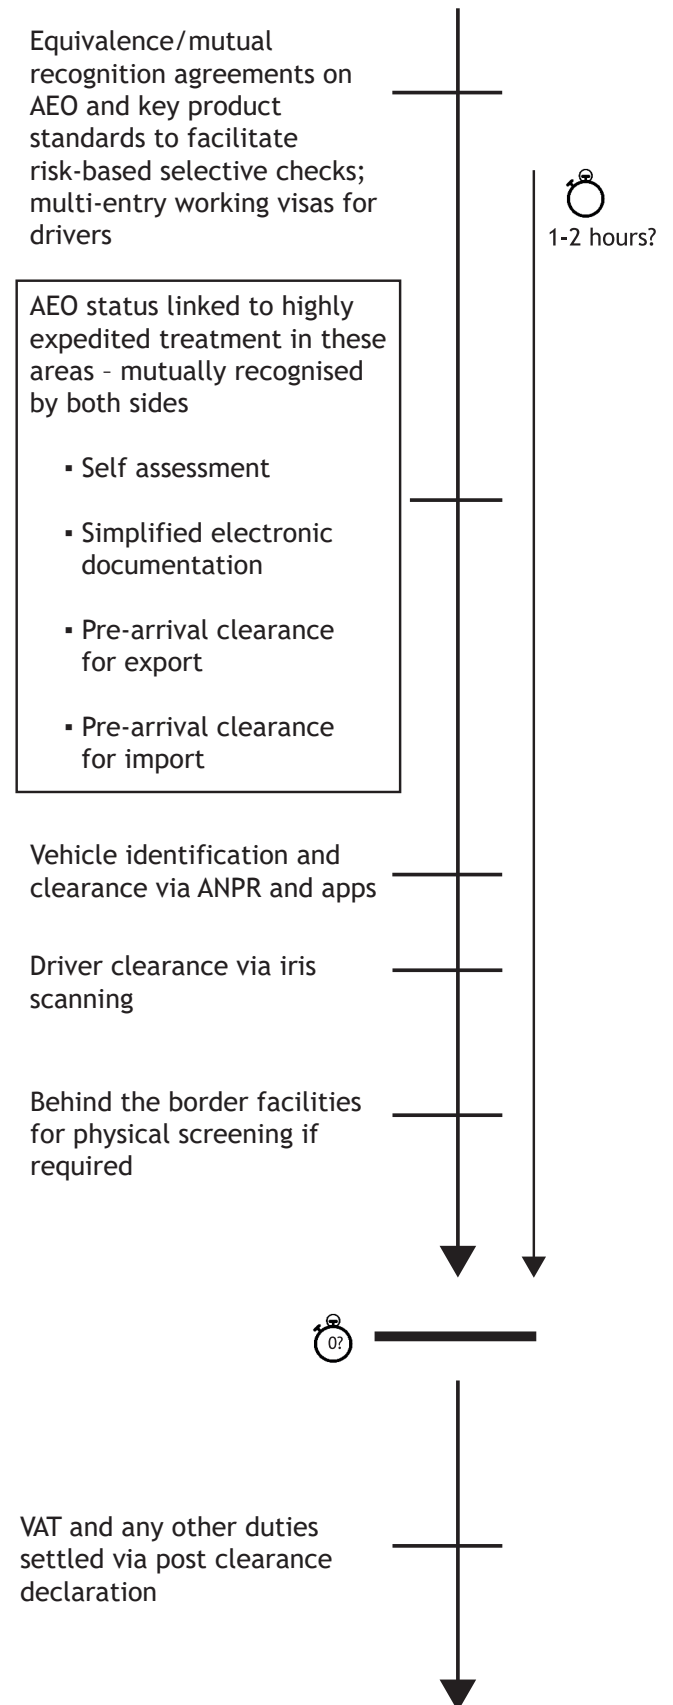 Equivalence/mutual
recognition agreements on
AEO and key product
standards to facilitate
risk-based selective checks;
multi-entry working visas for
drivers
1-2 hours?
AEO status linked to highly
expedited treatment in these
areas – mutually recognised
by both sides
▪ Self assessment
▪ Simplified electronic
documentation
▪ Pre-arrival clearance
for export
▪ Pre-arrival clearance
for import
Vehicle identification and
clearance via ANPR and apps
Driver clearance via iris
scanning
Behind the border facilities
for physical screening if
required
0?
VAT and any other duties
settled via post clearance
declaration